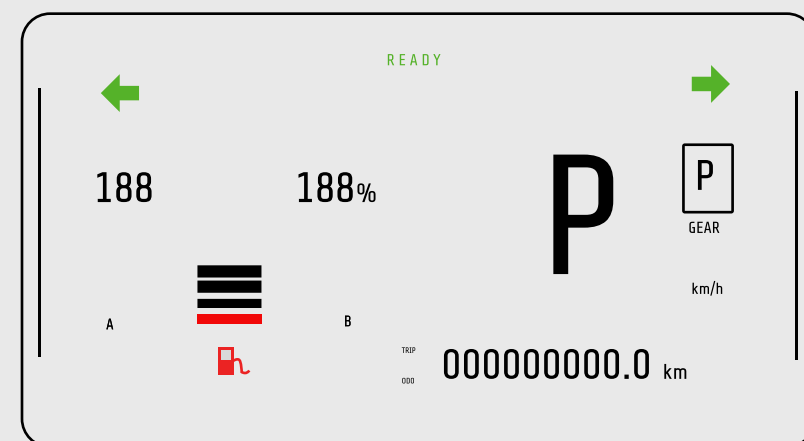 READY
188
188%
P
P
GEAR
km/h
A
B
TRIP
ODO
000000000.0 km